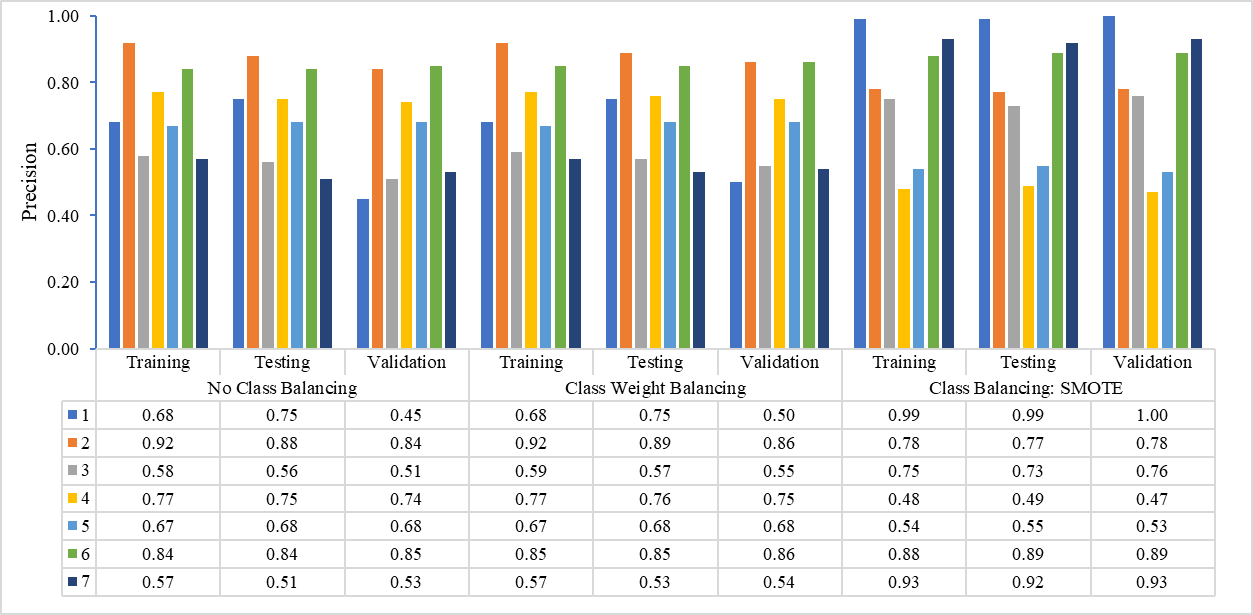 1.00
0.80
0.60
0.40
0.20
0.00
Precision
Training Testing Validation Training Testing Validation Training Testing Validation
No Class Balancing Class Weight Balancing Class Balancing: SMOTE
1 0.68 0.75 0.45 0.68 0.75 0.50 0.99 0.99 1.00
2 0.92 0.88 0.84 0.92 0.89 0.86 0.78 0.77 0.78
3 0.58 0.56 0.51 0.59 0.57 0.55 0.75 0.73 0.76
4 0.77 0.75 0.74 0.77 0.76 0.75 0.48 0.49 0.47
5 0.67 0.68 0.68 0.67 0.68 0.68 0.54 0.55 0.53
6 0.84 0.84 0.85 0.85 0.85 0.86 0.88 0.89 0.89
7 0.57 0.51 0.53 0.57 0.53 0.54 0.93 0.92 0.93